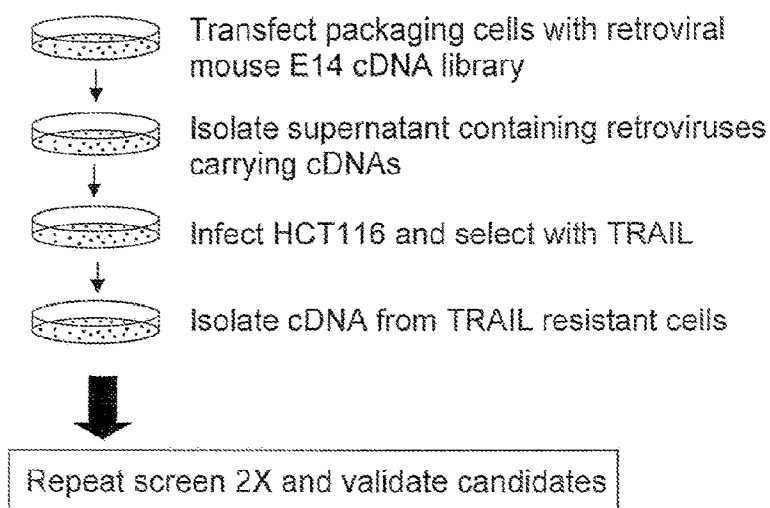 Transfect packaging cells with retroviral
mouse E14 cDNA library
Isolate supernatant containing retroviruses
carrying cDNAs
Infect HCT116 and select with TRAIL
Isolate cDNA from TRAIL resistant cells
Repeat screen 2X and validate candidates